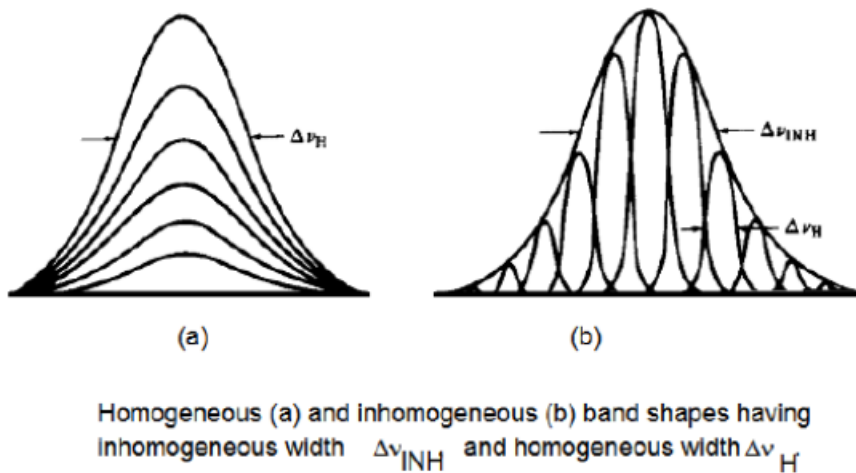 Δν_H
Δν_INH
Δν_H
(a)
(b)
Homogeneous (a) and inhomogeneous (b) band shapes having
inhomogeneous width Δν_INH and homogeneous width Δν_H.